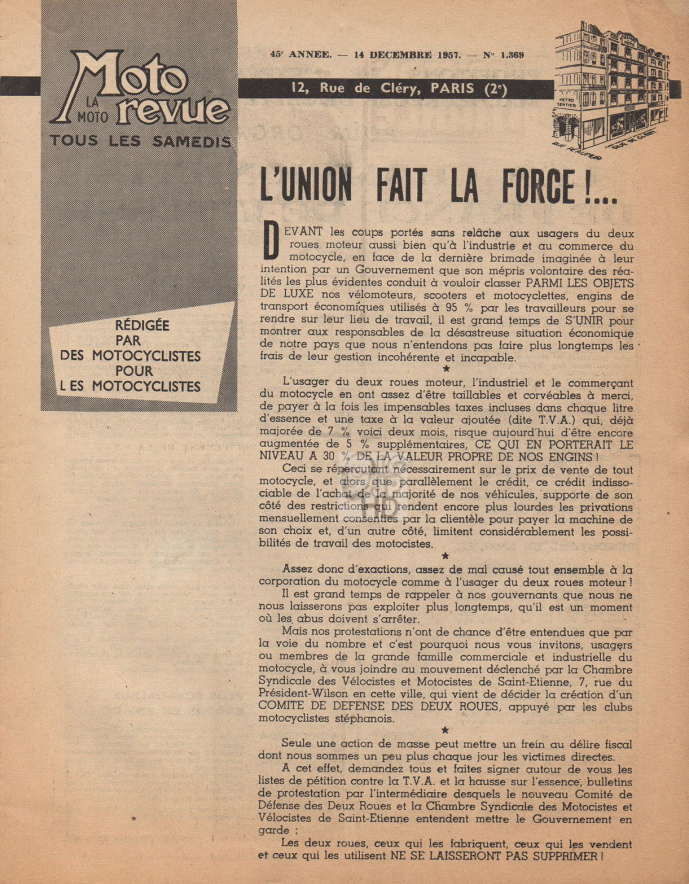 45e ANNEE. — 14 DECEMBRE 1957. — N° 1.369
12, Rue de Cléry, PARIS (2e)
Moto
LA
MOTO
revue
TOUS LES SAMEDIS
METRO
SENTIER
RUE DE CLERY
RÉDIGÉE
PAR
DES MOTOCYCLISTES
POUR
LES MOTOCYCLISTES
L'UNION FAIT LA FORCE !...
DEVANT les coups portés sans relâche aux usagers du deux
roues moteur aussi bien qu'à l'industrie et au commerce du
motocycle, en face de la dernière brimade imaginée à leur
intention par un Gouvernement que son mépris volontaire des réa-
lités les plus évidentes conduit à vouloir classer PARMI LES OBJETS
DE LUXE nos vélomoteurs, scooters et motocyclettes, engins de
transport économiques utilisés à 95 % par les travailleurs pour se
rendre sur leur lieu de travail, il est grand temps de S'UNIR pour
montrer aux responsables de la désastreuse situation économique
de notre pays que nous n'entendons pas faire plus longtemps les
frais de leur gestion incohérente et incapable.
★
L'usager du deux roues moteur, l'industriel et le commerçant
du motocycle en ont assez d'être taillables et corvéables à merci,
de payer à la fois les impensables taxes incluses dans chaque litre
d'essence et une taxe à la valeur ajoutée (dite T.V.A.) qui, déjà
majorée de 7 % voici deux mois, risque aujourd'hui d'être encore
augmentée de 5 % supplémentaires, CE QUI EN PORTERAIT LE
NIVEAU A 30 % DE LA VALEUR PROPRE DE NOS ENGINS !
Ceci se répercutant nécessairement sur le prix de vente de tout
motocycle, et alors que parallèlement le crédit, ce crédit indisso-
ciable de l'achat de la majorité de nos véhicules, supporte de son
côté des restrictions qui rendent encore plus lourdes les privations
mensuellement consenties par la clientèle pour payer la machine de
son choix et, d'un autre côté, limitent considérablement les possi-
bilités de travail des motocistes.
★
Assez donc d'exactions, assez de mal causé tout ensemble à la
corporation du motocycle comme à l'usager du deux roues moteur !
Il est grand temps de rappeler à nos gouvernants que nous ne
nous laisserons pas exploiter plus longtemps, qu'il est un moment
où les abus doivent s'arrêter.
Mais nos protestations n'ont de chance d'être entendues que par
la voie du nombre et c'est pourquoi nous vous invitons, usagers
ou membres de la grande famille commerciale et industrielle du
motocycle, à vous joindre au mouvement déclenché par la Chambre
Syndicale des Vélocistes et Motocistes de Saint-Etienne, 7, rue du
Président-Wilson en cette ville, qui vient de décider la création d'un
COMITE DE DEFENSE DES DEUX ROUES, appuyé par les clubs
motocyclistes stéphanois.
★
Seule une action de masse peut mettre un frein au délire fiscal
dont nous sommes un peu plus chaque jour les victimes directes.
A cet effet, demandez tous et faites signer autour de vous les
listes de pétition contre la T.V.A. et la hausse sur l'essence, bulletins
de protestation par l'intermédiaire desquels le nouveau Comité de
Défense des Deux Roues et la Chambre Syndicale des Motocistes et
Vélocistes de Saint-Etienne entendent mettre le Gouvernement en
garde :
Les deux roues, ceux qui les fabriquent, ceux qui les vendent
et ceux qui les utilisent NE SE LAISSERONT PAS SUPPRIMER !